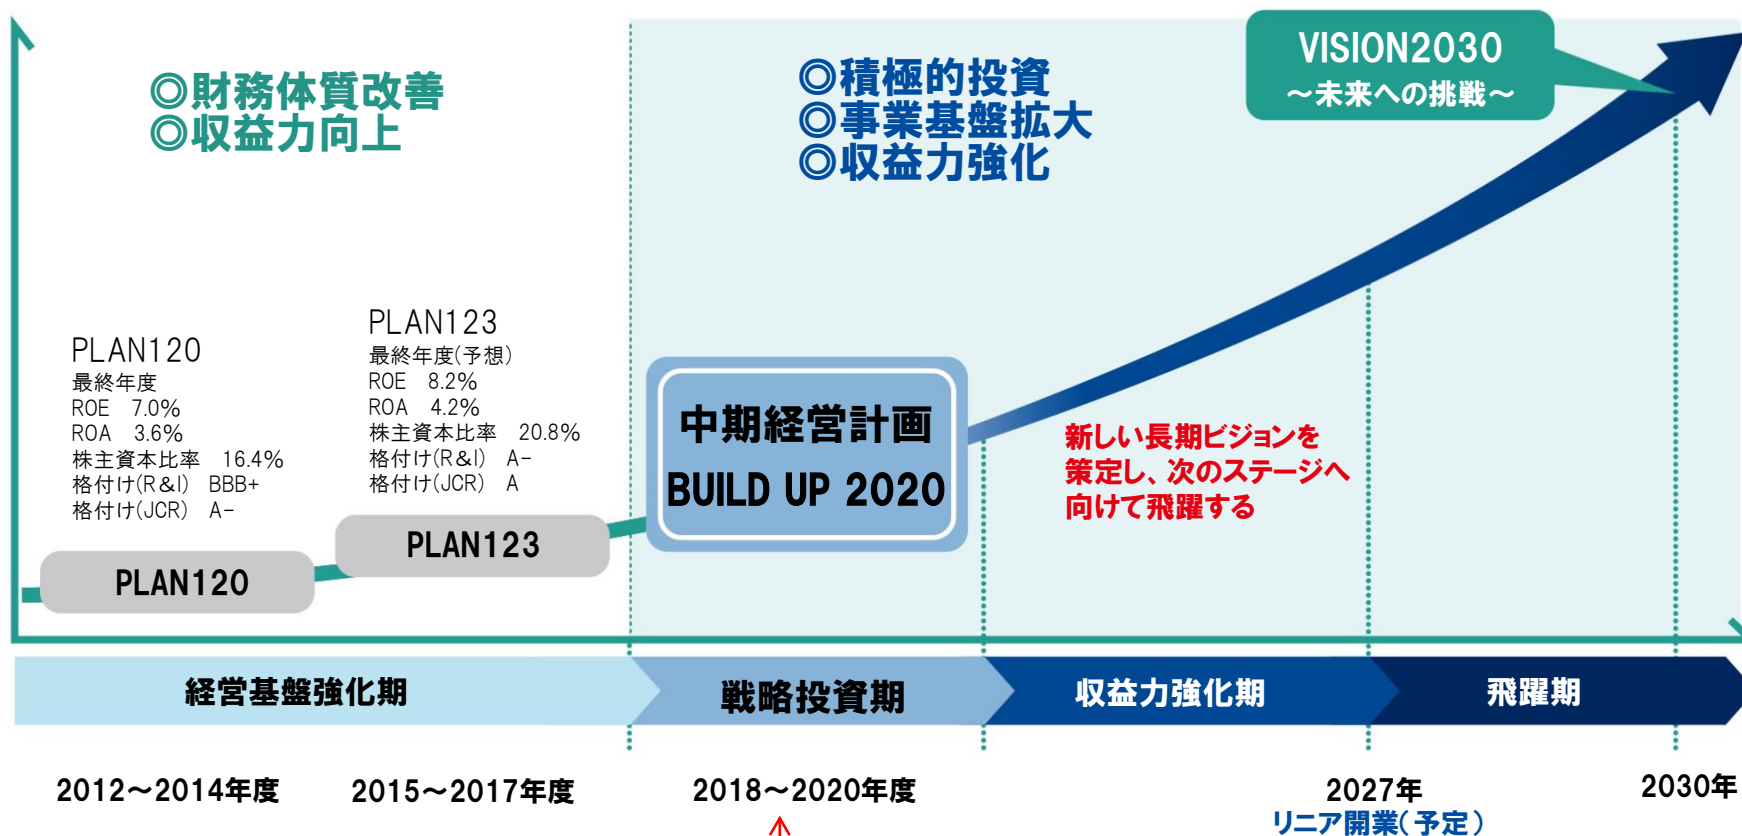 ◎財務体質改善
◎収益力向上
◎積極的投資
◎事業基盤拡大
◎収益力強化
VISION2030
～未来への挑戦～
PLAN120
最終年度
ROE 7.0%
ROA 3.6%
株主資本比率 16.4%
格付け(R&I) BBB+
格付け(JCR) A-
PLAN123
最終年度(予想)
ROE 8.2%
ROA 4.2%
株主資本比率 20.8%
格付け(R&I) A-
格付け(JCR) A
PLAN120
PLAN123
中期経営計画
BUILD UP 2020
新しい長期ビジョンを
策定し、次のステージへ
向けて飛躍する
経営基盤強化期
戦略投資期
収益力強化期
飛躍期
2012～2014年度
2015～2017年度
2018～2020年度
2027年
リニア開業(予定)
2030年